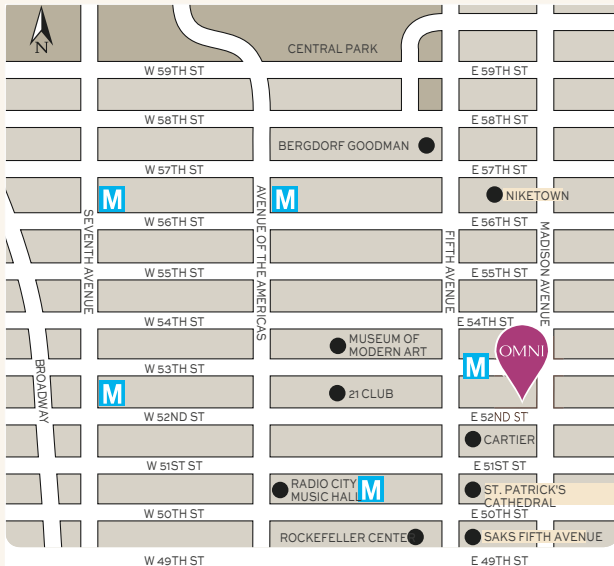 N
CENTRAL PARK
W 59TH ST
E 59TH ST
W 58TH ST
E 58TH ST
BERGDORF GOODMAN
W 57TH ST
E 57TH ST
M
M
NIKETOWN
W 56TH ST
E 56TH ST
SEVENTH AVENUE
AVENUE OF THE AMERICAS
FIFTH AVENUE
MADISON AVENUE
W 55TH ST
E 55TH ST
W 54TH ST
E 54TH ST
MUSEUM OF
MODERN ART
OMNI
BROADWAY
W 53TH ST
M
M
21 CLUB
W 52ND ST
E 52ND ST
CARTIER
W 51ST ST
E 51ST ST
RADIO CITY
MUSIC HALL
M
ST. PATRICK'S
CATHEDRAL
W 50TH ST
E 50TH ST
ROCKEFELLER CENTER
SAKS FIFTH AVENUE
W 49TH ST
E 49TH ST